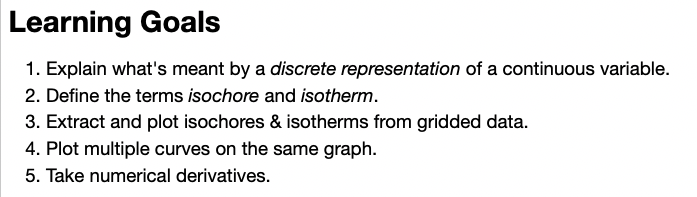 Learning Goals
1. Explain what's meant by a discrete representation of a continuous variable.
2. Define the terms isochore and isotherm.
3. Extract and plot isochores & isotherms from gridded data.
4. Plot multiple curves on the same graph.
5. Take numerical derivatives.